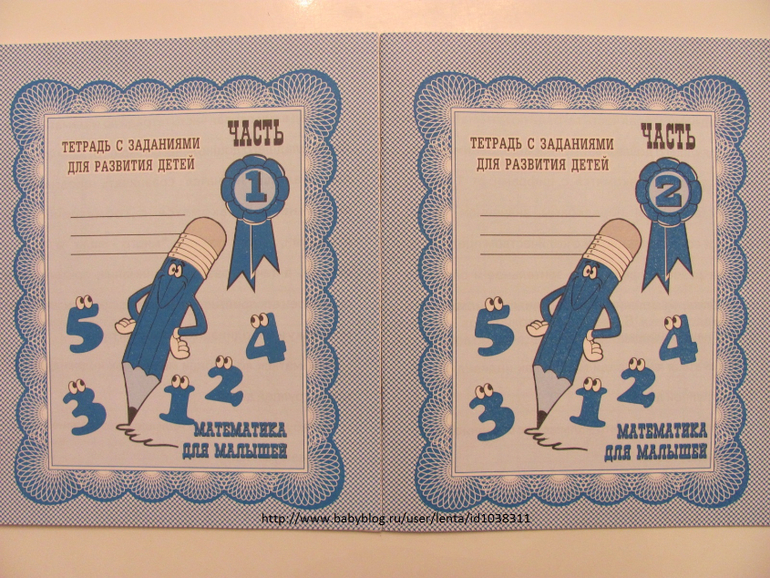 ТЕТРАДЬ С ЗАДАНИЯМИ
ДЛЯ РАЗВИТИЯ ДЕТЕЙ
ЧАСТЬ
1
5
4
3
1
2
МАТЕМАТИКА
ДЛЯ МАЛЫШЕЙ
ТЕТРАДЬ С ЗАДАНИЯМИ
ДЛЯ РАЗВИТИЯ ДЕТЕЙ
ЧАСТЬ
2
5
4
3
1
2
МАТЕМАТИКА
ДЛЯ МАЛЫШЕЙ
http://www.babyblog.ru/user/lenta/id1038311